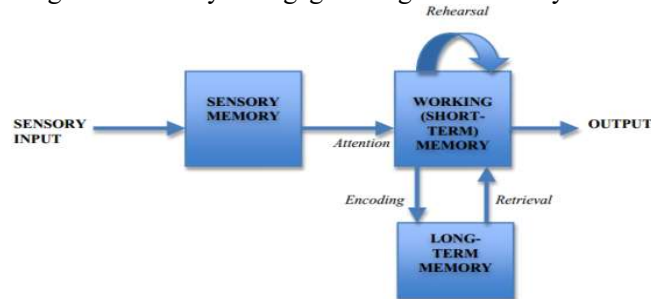 Rehearsal
SENSORY
MEMORY
WORKING
(SHORT-
TERM)
MEMORY
SENSORY
INPUT
OUTPUT
Attention
Encoding
Retrieval
LONG-
TERM
MEMORY